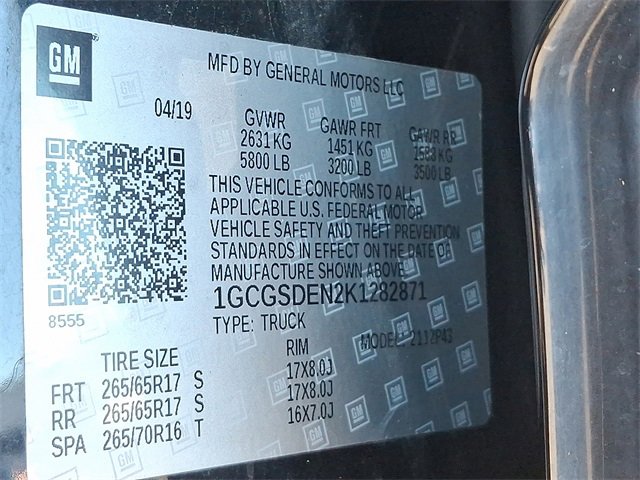 GM
MFD BY GENERAL MOTORS LLC
04/19
GVWR GAWR FRT GAWR RR
2631 KG 1451 KG 1588 KG
5800 LB 3200 LB 3500 LB
THIS VEHICLE CONFORMS TO ALL
APPLICABLE U.S. FEDERAL MOTOR
VEHICLE SAFETY AND THEFT PREVENTION
STANDARDS IN EFFECT ON THE DATE OF
MANUFACTURE SHOWN ABOVE.
1GCGSDEN2K1282871
8555
TYPE: TRUCK MODEL:
TIRE SIZE RIM
FRT 265/65R17 S 17X8.0J
RR 265/65R17 S 17X8.0J
SPA 265/70R16 T 16X7.0J